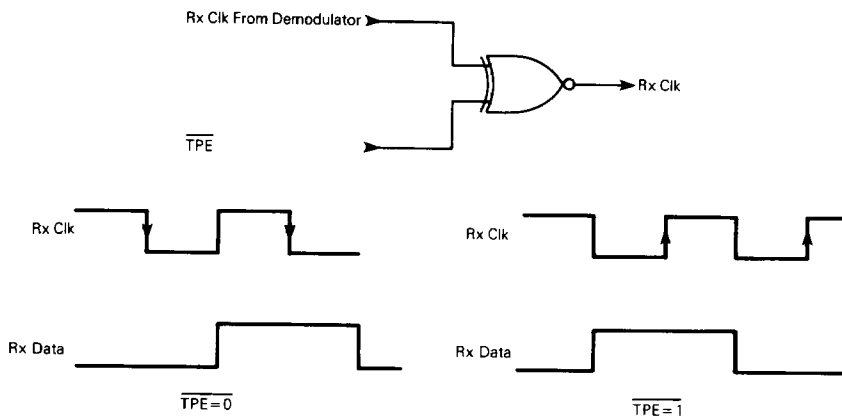 Rx Clk From Demodulator
Rx Clk
TPE
Rx Clk
Rx Data
TPE=0
Rx Clk
Rx Data
TPE=1